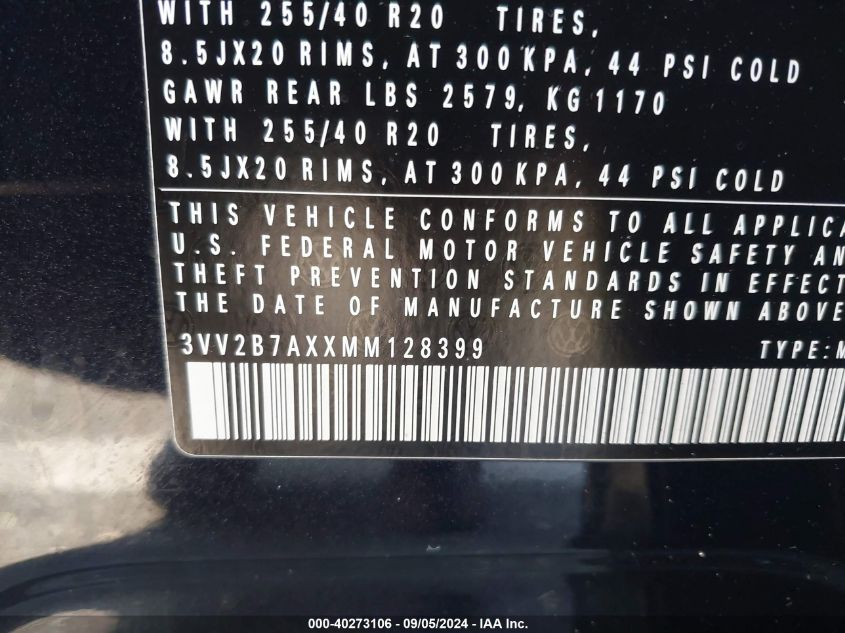 WITH 255/40 R20 TIRES,
8.5JX20 RIMS, AT 300 KPA, 44 PSI COLD
GAWR REAR LBS 2579, KG1170
WITH 255/40 R20 TIRES,
8.5JX20 RIMS, AT 300 KPA, 44 PSI COLD
THIS VEHICLE CONFORMS TO ALL APPLICA
U.S. FEDERAL MOTOR VEHICLE SAFETY AN
THEFT PREVENTION STANDARDS IN EFFECT
THE DATE OF MANUFACTURE SHOWN ABOVE
3VV2B7AXXMM128399 TYPE:M
000-40273106 - 09/05/2024 - IAA Inc.